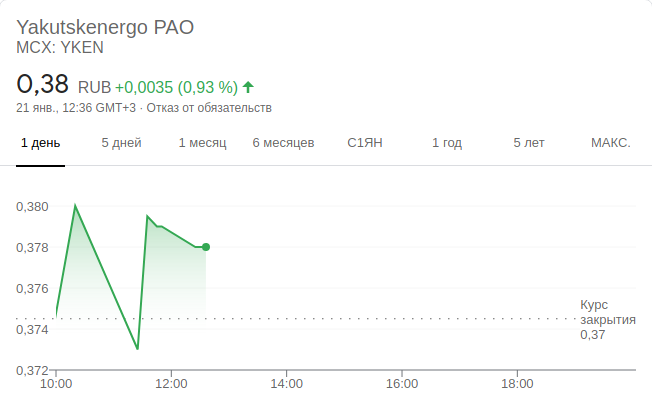 Yakutskenergo PAO
MCX: YKEN
0,38 RUB +0,0035 (0,93 %)
21 янв., 12:36 GMT+3 · Отказ от обязательств
1 день 5 дней 1 месяц 6 месяцев С1ЯН 1 год 5 лет МАКС.
0,380
0,378
0,376
0,374
0,372
Курс
закрытия
0,37
10:00 12:00 14:00 16:00 18:00